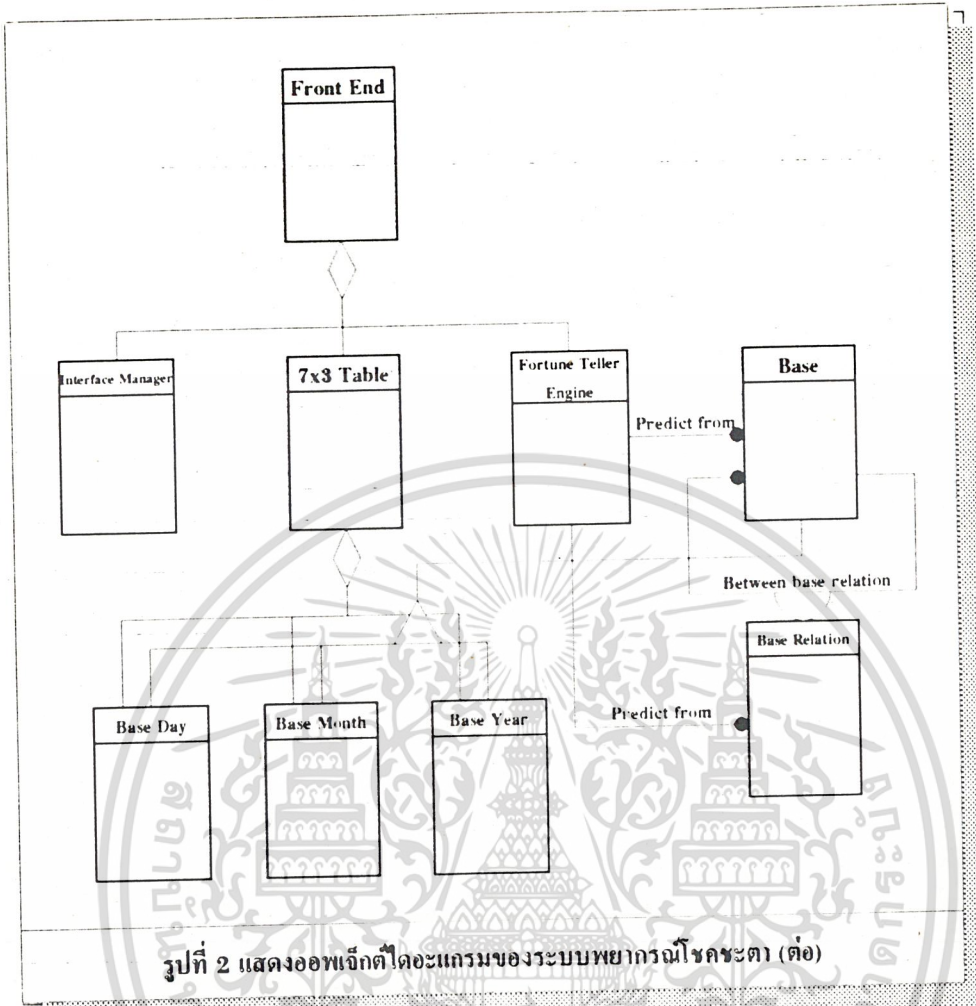 Front End
Interface Manager
7x3 Table
Fortune Teller
Engine
Base
Predict from
Between base relation
Base Relation
Base Day
Base Month
Base Year
Predict from
รูปที่ 2 แสดงออพเจ็กต์ไดอะแกรมของระบบพยากรณ์โชคชะตา (ต่อ)